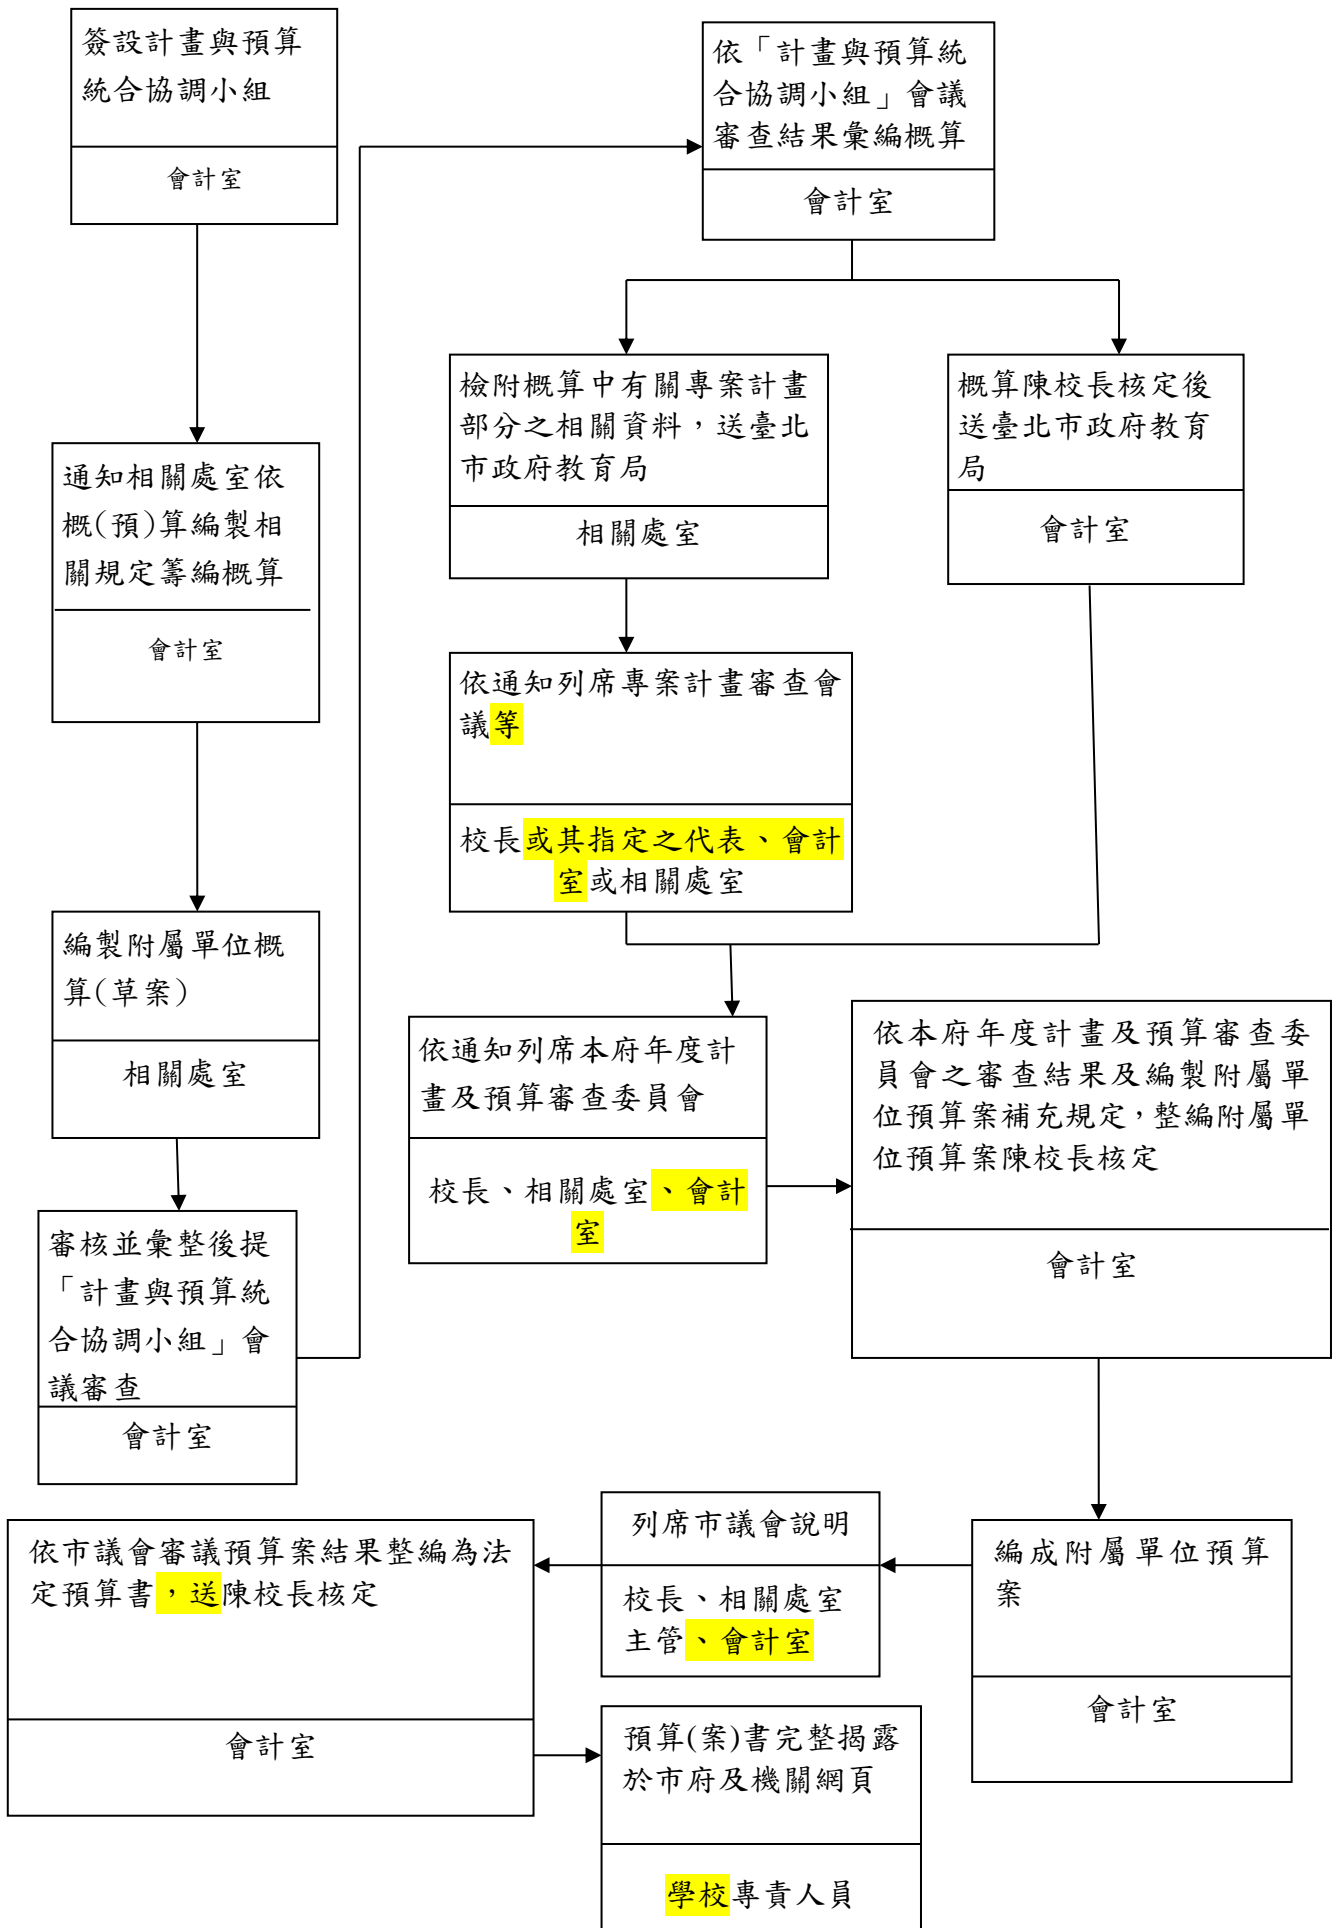 簽設計畫與預算
統合協調小組
會計室
通知相關處室依
概(預)算編製相
關規定籌編概算
會計室
編製附屬單位概
算(草案)
相關處室
審核並彙整後提
「計畫與預算統
合協調小組」會
議審查
會計室
依「計畫與預算統
合協調小組」會議
審查結果彙編概算
會計室
檢附概算中有關專案計畫
部分之相關資料，送臺北
市政府教育局
相關處室
概算陳校長核定後
送臺北市政府教育
局
會計室
依通知列席專案計畫審查會
議等
校長或其指定之代表、會計
室或相關處室
依通知列席本府年度計
畫及預算審查委員會
校長、相關處室、會計
室
依本府年度計畫及預算審查委
員會之審查結果及編製附屬單
位預算案補充規定，整編附屬單
位預算案陳校長核定
會計室
編成附屬單位預算
案
會計室
列席市議會說明
校長、相關處室
主管、會計室
依市議會審議預算案結果整編為法
定預算書，送陳校長核定
會計室
預算(案)書完整揭露
於市府及機關網頁
學校專責人員